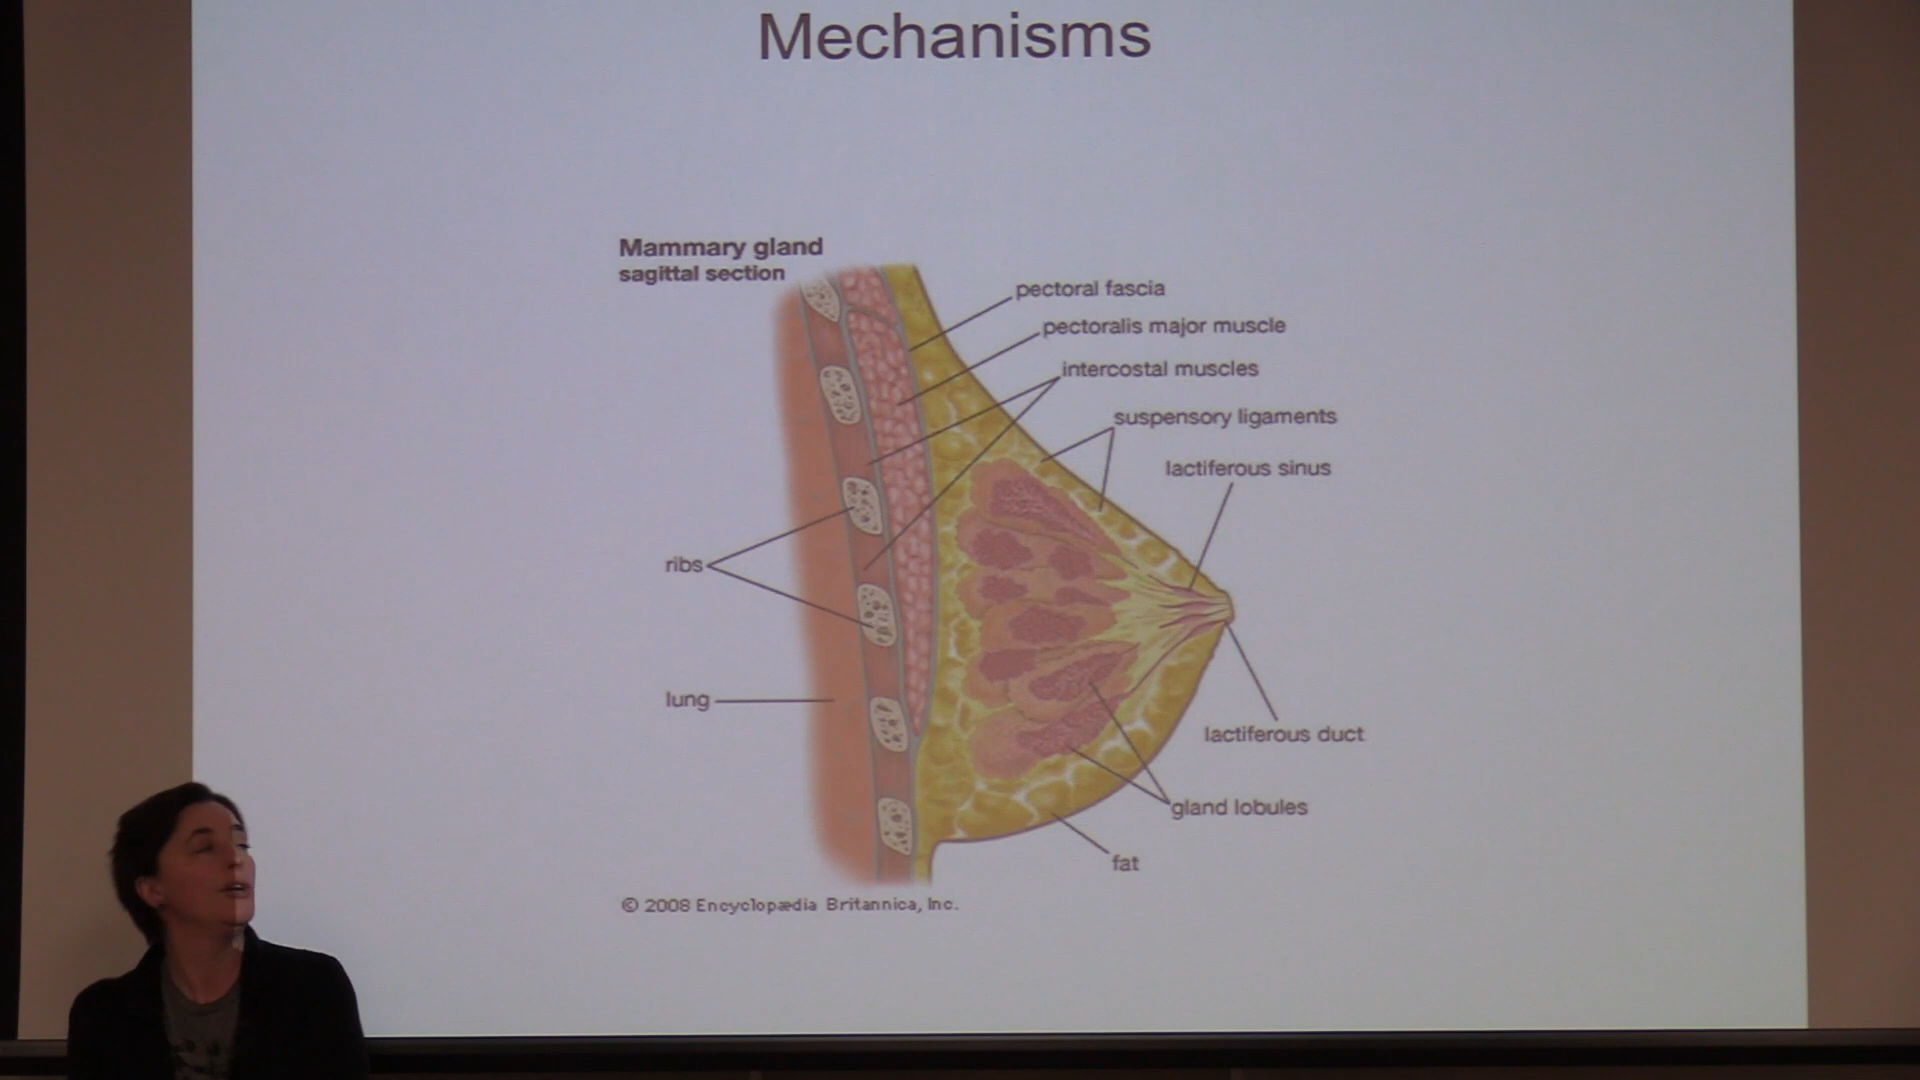 Mechanisms
Mammary gland
sagittal section
pectoral fascia
pectoralis major muscle
intercostal muscles
suspensory ligaments
lactiferous sinus
ribs
lung
lactiferous duct
gland lobules
fat
© 2008 Encyclopædia Britannica, Inc.